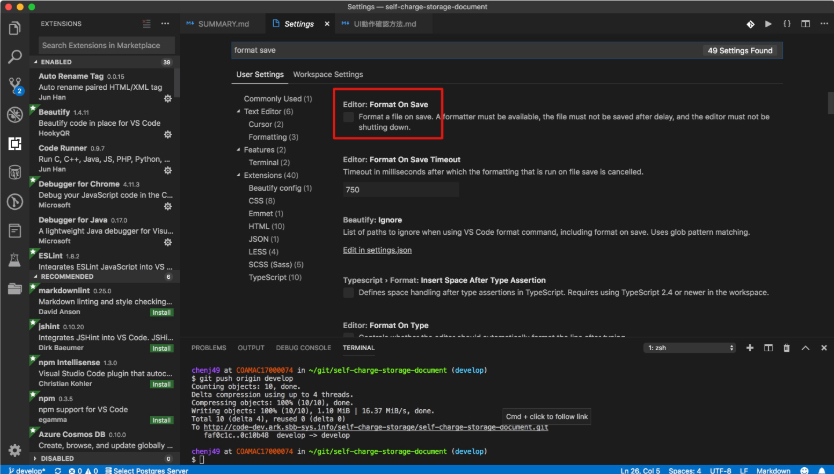 Settings — self-charge-storage-document
EXTENSIONS
SUMMARY.md
Settings
UI動作確認方法.md
Search Extensions in Marketplace
ENABLED 36
Auto Rename Tag 0.0.15
Auto rename paired HTML/XML tag
Jun Han
Beautify 1.4.11
Beautify code in place for VS Code
HookyQR
Code Runner 0.9.7
Run C, C++, Java, JS, PHP, Python, ...
Jun Han
Debugger for Chrome 4.11.3
Debug your JavaScript code in the C...
Microsoft
Debugger for Java 0.17.0
A lightweight Java debugger for Visu...
Microsoft
ESLint 1.8.2
Integrates ESLint JavaScript into VS ...
RECOMMENDED 6
markdownlint 0.25.0
Markdown linting and style checking...
David Anson Install
jshint 0.10.20
Integrates JSHint into VS Code. JSHi...
Dirk Baeumer Install
npm Intellisense 1.3.0
Visual Studio Code plugin that autoc...
Christian Kohler Install
npm 0.3.5
npm support for VS Code
egamma Install
Azure Cosmos DB 0.10.0
Create, browse, and update globally ...
DISABLED 0
2
format save
49 Settings Found
User Settings Workspace Settings
Commonly Used (1)
Text Editor (6)
Cursor (2)
Formatting (3)
Features (2)
Terminal (2)
Extensions (40)
Beautify config (1)
CSS (8)
Emmet (1)
HTML (10)
JSON (1)
LESS (4)
SCSS (Sass) (5)
TypeScript (10)
Editor: Format On Save
Format a file on save. A formatter must be available, the file must not be saved after delay, and the editor must not be
shutting down.
Editor: Format On Save Timeout
Timeout in milliseconds after which the formatting that is run on file save is cancelled.
750
Beautify: Ignore
List of paths to ignore when using VS Code format command, including format on save. Uses glob pattern matching.
Edit in settings.json
Typescript › Format: Insert Space After Type Assertion
Defines space handling after type assertions in TypeScript. Requires using TypeScript 2.4 or newer in the workspace.
Editor: Format On Type
Controls whether the editor should automatically format the line after typing.
PROBLEMS OUTPUT DEBUG CONSOLE TERMINAL
1: zsh
chenj49 at COAMAC17000074 in ~/git/self-charge-storage-document (develop)
$ git push origin develop
Counting objects: 10, done.
Delta compression using up to 4 threads.
Compressing objects: 100% (10/10), done.
Writing objects: 100% (10/10), 1.10 MiB | 16.37 MiB/s, done.
Total 10 (delta 4), reused 0 (delta 0)
To http://code-dev.ark.sbb-sys.info/self-charge-storage/self-charge-storage-document.git
faf0c1c..0c10b48 develop -> develop
Cmd + click to follow link
chenj49 at COAMAC17000074 in ~/git/self-charge-storage-document (develop)
$
develop* 0 0 Select Postgres Server
Ln 26, Col 5 Spaces: 4 UTF-8 LF Markdown